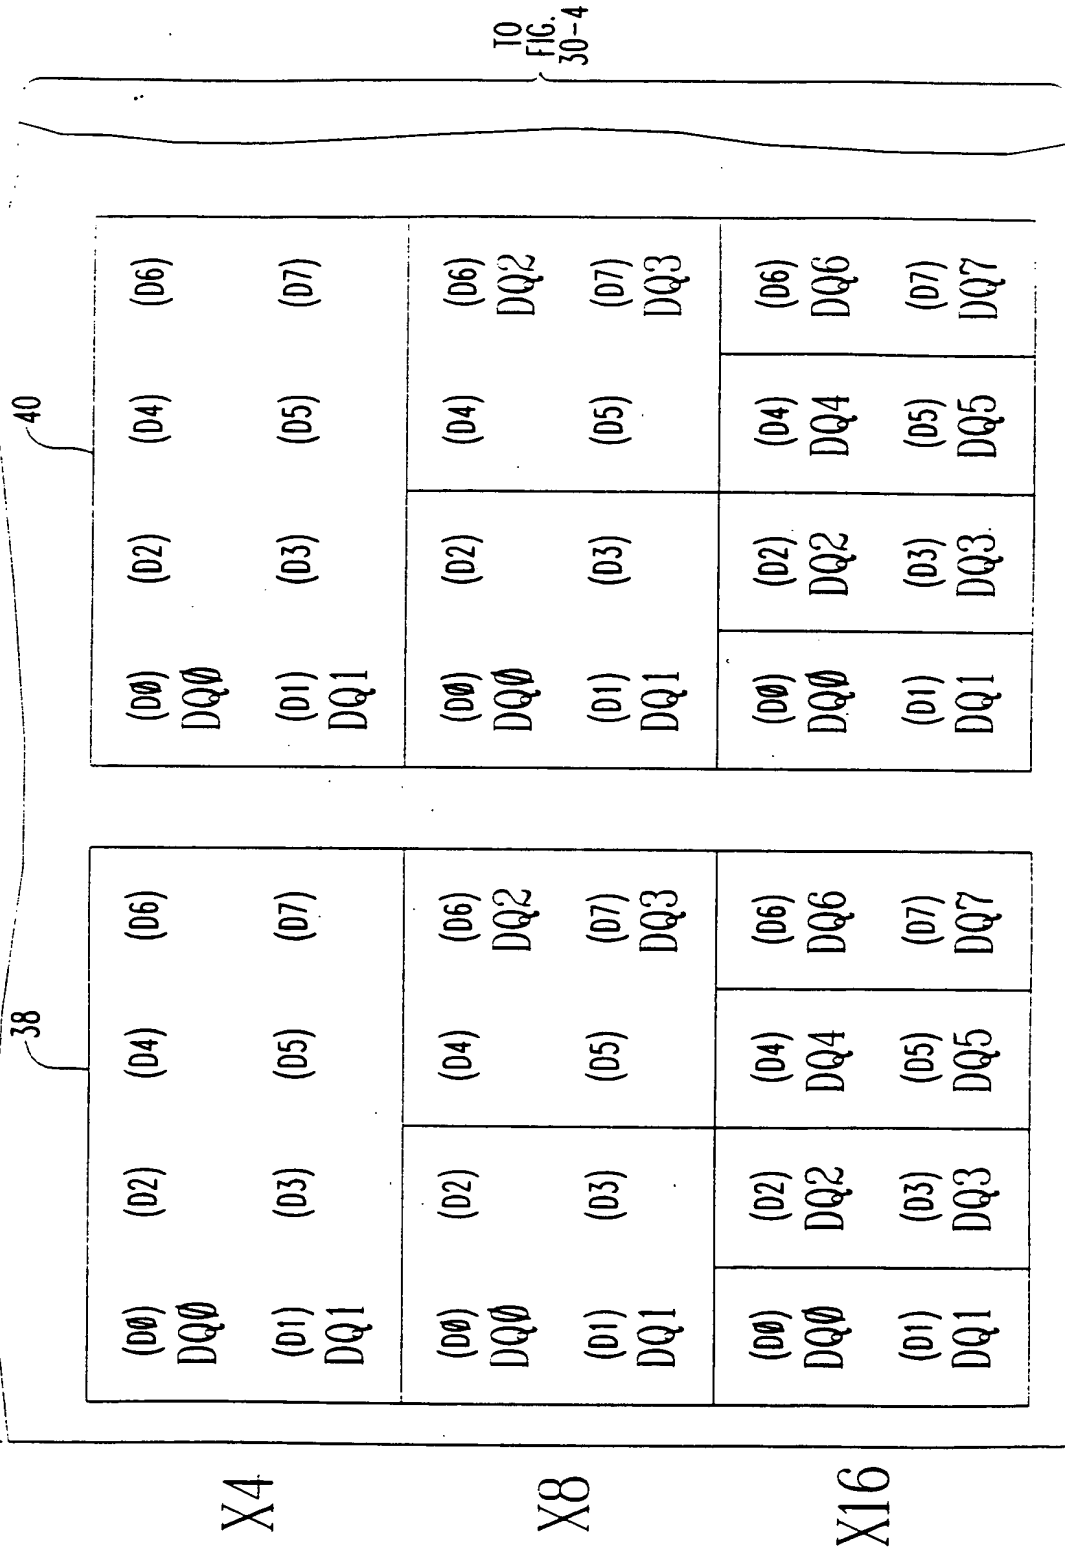 38
40
X4
(D0) (D2) (D4) (D6) (D0) (D2) (D4) (D6)
DQ0 DQ0
(D1) (D3) (D5) (D7) (D1) (D3) (D5) (D7)
DQ1 DQ1
X8
(D0) (D2) (D4) (D6) (D0) (D2) (D4) (D6)
DQ0 DQ2 DQ0 DQ2
(D1) (D3) (D5) (D7) (D1) (D3) (D5) (D7)
DQ1 DQ3 DQ1 DQ3
X16
(D0) (D2) (D4) (D6) (D0) (D2) (D4) (D6)
DQ0 DQ2 DQ4 DQ6 DQ0 DQ2 DQ4 DQ6
(D1) (D3) (D5) (D7) (D1) (D3) (D5) (D7)
DQ1 DQ3 DQ5 DQ7 DQ1 DQ3 DQ5 DQ7
TO
FIG.
30-4